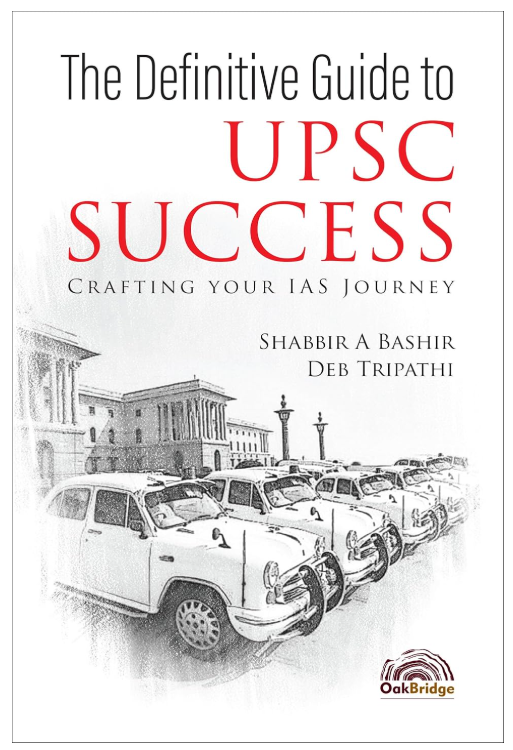 The Definitive Guide to
UPSC
SUCCESS
CRAFTING YOUR IAS JOURNEY
SHABBIR A BASHIR
DEB TRIPATHI
OakBridge